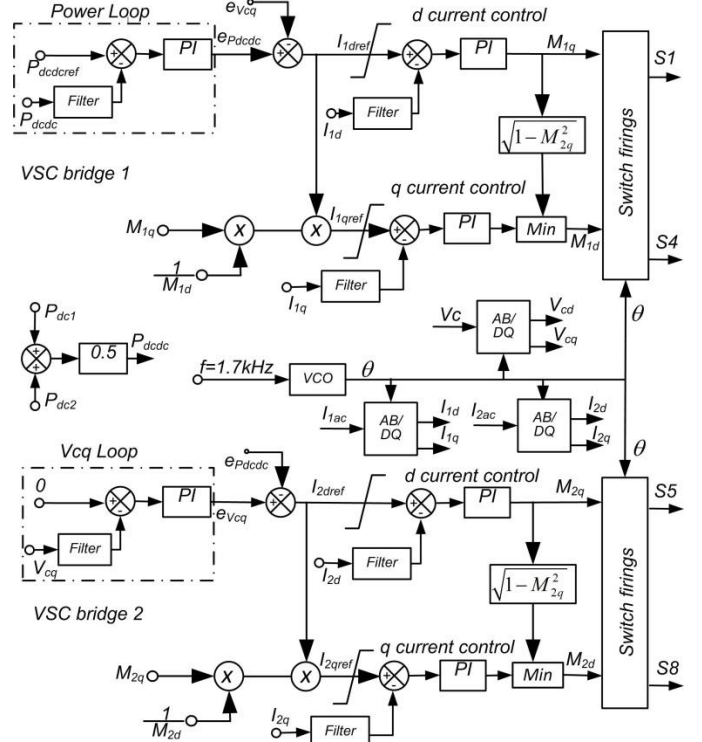 Power Loop
e_Vcq
d current control
P_dcdcref
PI
e_Pdcdc
I_1dref
PI
M_1q
S1
Filter
P_dcdc
Filter
I_1d
√1−M²_2q
Switch firings
VSC bridge 1
q current control
M_1q
X
X
I_1qref
PI
Min
M_1d
S4
1/M_1d
Filter
I_1q
θ
P_dc1
Vc
AB/DQ
V_cd
V_cq
0.5
P_dcdc
f=1.7kHz
VCO
θ
P_dc2
I_1ac
AB/DQ
I_1d
I_1q
I_2ac
AB/DQ
I_2d
I_2q
Vcq Loop
e_Pdcdc
θ
d current control
0
PI
e_Vcq
I_2dref
PI
M_2q
S5
Filter
V_cq
Filter
I_2d
√1−M²_2q
Switch firings
VSC bridge 2
q current control
M_2q
X
X
I_2qref
PI
Min
M_2d
S8
1/M_2d
I_2q
Filter